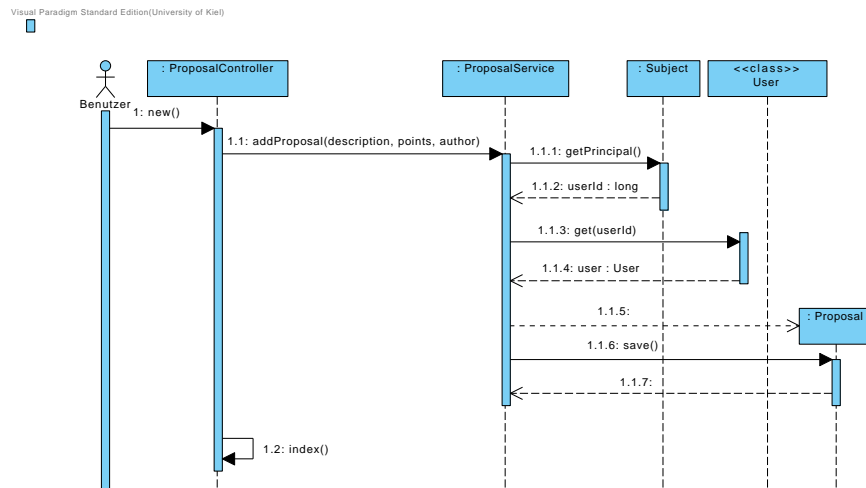 Visual Paradigm Standard Edition(University of Kiel)
: ProposalController
: ProposalService
: Subject
<<class>>
User
Benutzer
1: new()
1.1: addProposal(description, points, author)
1.1.1: getPrincipal()
1.1.2: userId : long
1.1.3: get(userId)
1.1.4: user : User
1.1.5:
: Proposal
1.1.6: save()
1.1.7:
1.2: index()